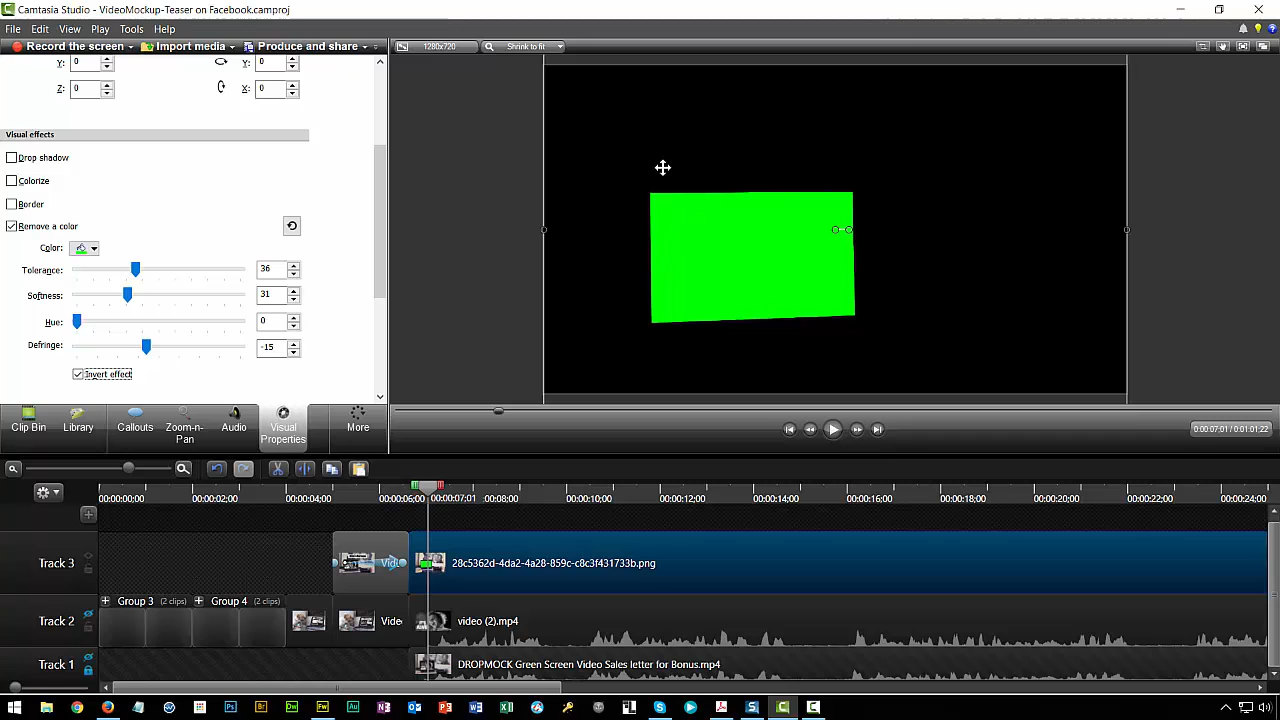 Camtasia Studio - VideoMockup-Teaser on Facebook.camproj
File Edit View Play Tools Help
Record the screen Import media Produce and share
1280x720 Shrink to fit
Y: 0 Y: 0
Z: 0 X: 0
Visual effects
Drop shadow
Colorize
Border
Remove a color
Color:
Tolerance: 36
Softness: 31
Hue: 0
Defringe: -15
Invert effect
Clip Bin Library Callouts Zoom-n-Pan Audio Visual Properties More
0:00:07:01 / 0:01:01:22
00:00:00;00 00:00:02;00 00:00:04;00 00:00:06;00 00:00:07;01 :00:08;00 00:00:10;00 00:00:12;00 00:00:14;00 00:00:16;00 00:00:18;00 00:00:20;00 00:00:22;00 00:00:24;00
Track 3 28c5362d-4da2-4a28-859c-c8c3f431733b.png
Group 3 (2 clips) Group 4 (2 clips)
Track 2 Vide video (2).mp4
Track 1 DROPMOCK Green Screen Video Sales letter for Bonus.mp4